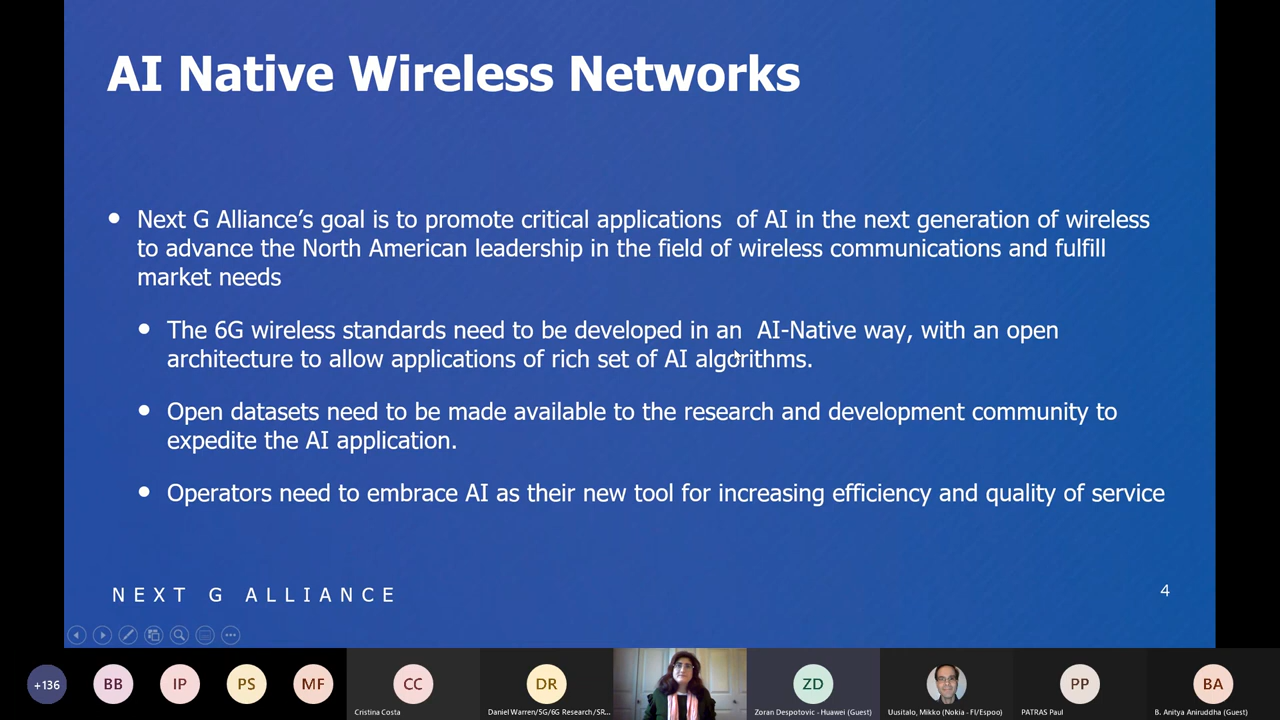 AI Native Wireless Networks
Next G Alliance’s goal is to promote critical applications  of AI in the next generation of wireless
to advance the North American leadership in the field of wireless communications and fulfill
market needs
The 6G wireless standards need to be developed in an  AI-Native way, with an open
architecture to allow applications of rich set of AI algorithms.
Open datasets need to be made available to the research and development community to
expedite the AI application.
Operators need to embrace AI as their new tool for increasing efficiency and quality of service
NEXT G ALLIANCE
4
+136
BB
IP
PS
MF
CC
DR
ZD
PP
BA
Cristina Costa
Daniel Warren/5G/6G Research/SR...
Zoran Despotovic - Huawei (Guest)
Uusitalo, Mikko (Nokia - FI/Espoo)
PATRAS Paul
B. Anitya Aniruddha (Guest)